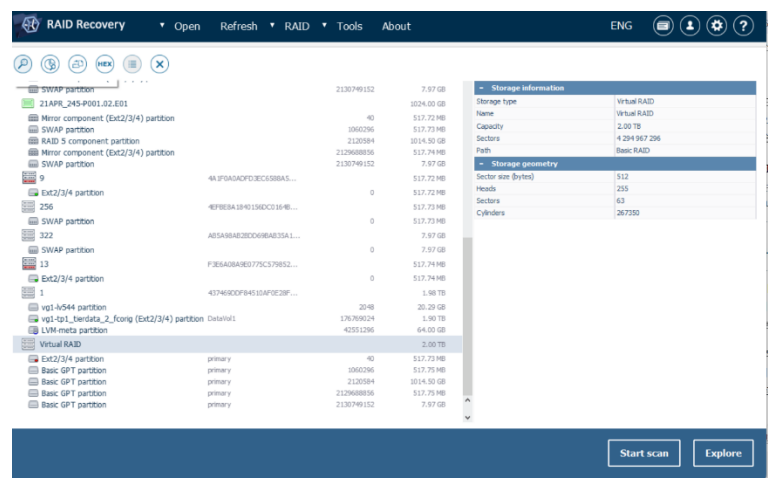 RAID Recovery Open Refresh RAID Tools About ENG
HEX
SWAP partition 2130749152 7.97 GB
21APR_245-P001.02.E01 1024.00 GB
Mirror component (Ext2/3/4) partition 40 517.72 MB
SWAP partition 1060296 517.73 MB
RAID 5 component partition 2120584 1014.50 GB
Mirror component (Ext2/3/4) partition 2129688856 517.74 MB
SWAP partition 2130749152 7.97 GB
9 517.72 MB
Ext2/3/4 partition 0 517.72 MB
256 517.73 MB
SWAP partition 0 517.73 MB
322 7.97 GB
SWAP partition 0 7.97 GB
13 517.74 MB
Ext2/3/4 partition 0 517.74 MB
1 1.98 TB
vg1-lv544 partition 2048 20.29 GB
vg1-tp1_tierdata_2_fcorig (Ext2/3/4) partition DataVol1 176769024 1.90 TB
LVM-meta partition 42551296 64.00 GB
Virtual RAID 2.00 TB
Ext2/3/4 partition primary 40 517.73 MB
Basic GPT partition primary 1060296 517.75 MB
Basic GPT partition primary 2120584 1014.50 GB
Basic GPT partition primary 2129688856 517.75 MB
Basic GPT partition primary 2130749152 7.97 GB
− Storage information
Storage type Virtual RAID
Name Virtual RAID
Capacity 2.00 TB
Sectors 4 294 967 296
Path Basic RAID
− Storage geometry
Sector size (bytes) 512
Heads 255
Sectors 63
Cylinders 267350
Start scan Explore